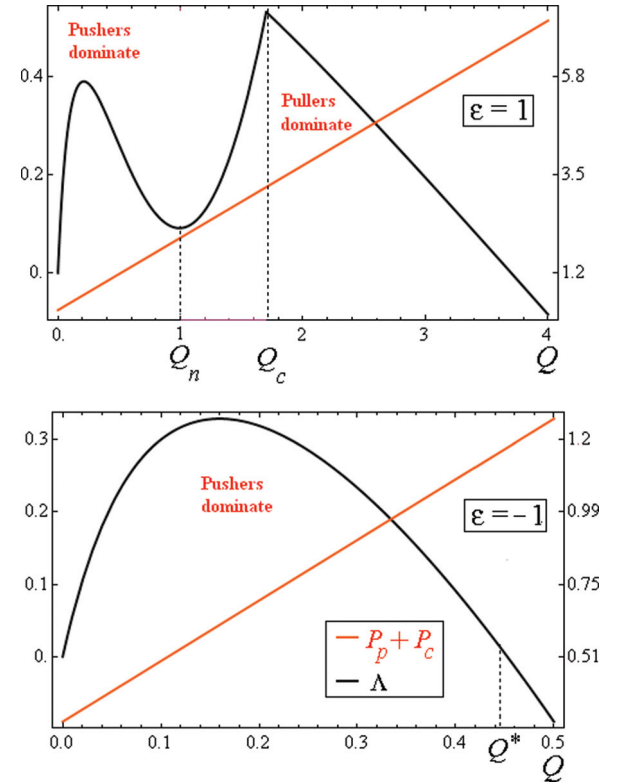 Pushers
dominate
Pullers
dominate
ε = 1
0.4
0.2
0.
5.8
3.5
1.2
0. 1 2 3 4
Q_n Q_c Q
Pushers
dominate
ε = - 1
0.3
0.2
0.1
0.
1.2
0.99
0.75
0.51
P_p + P_c
Λ
0.0 0.1 0.2 0.3 0.4 0.5
Q* Q